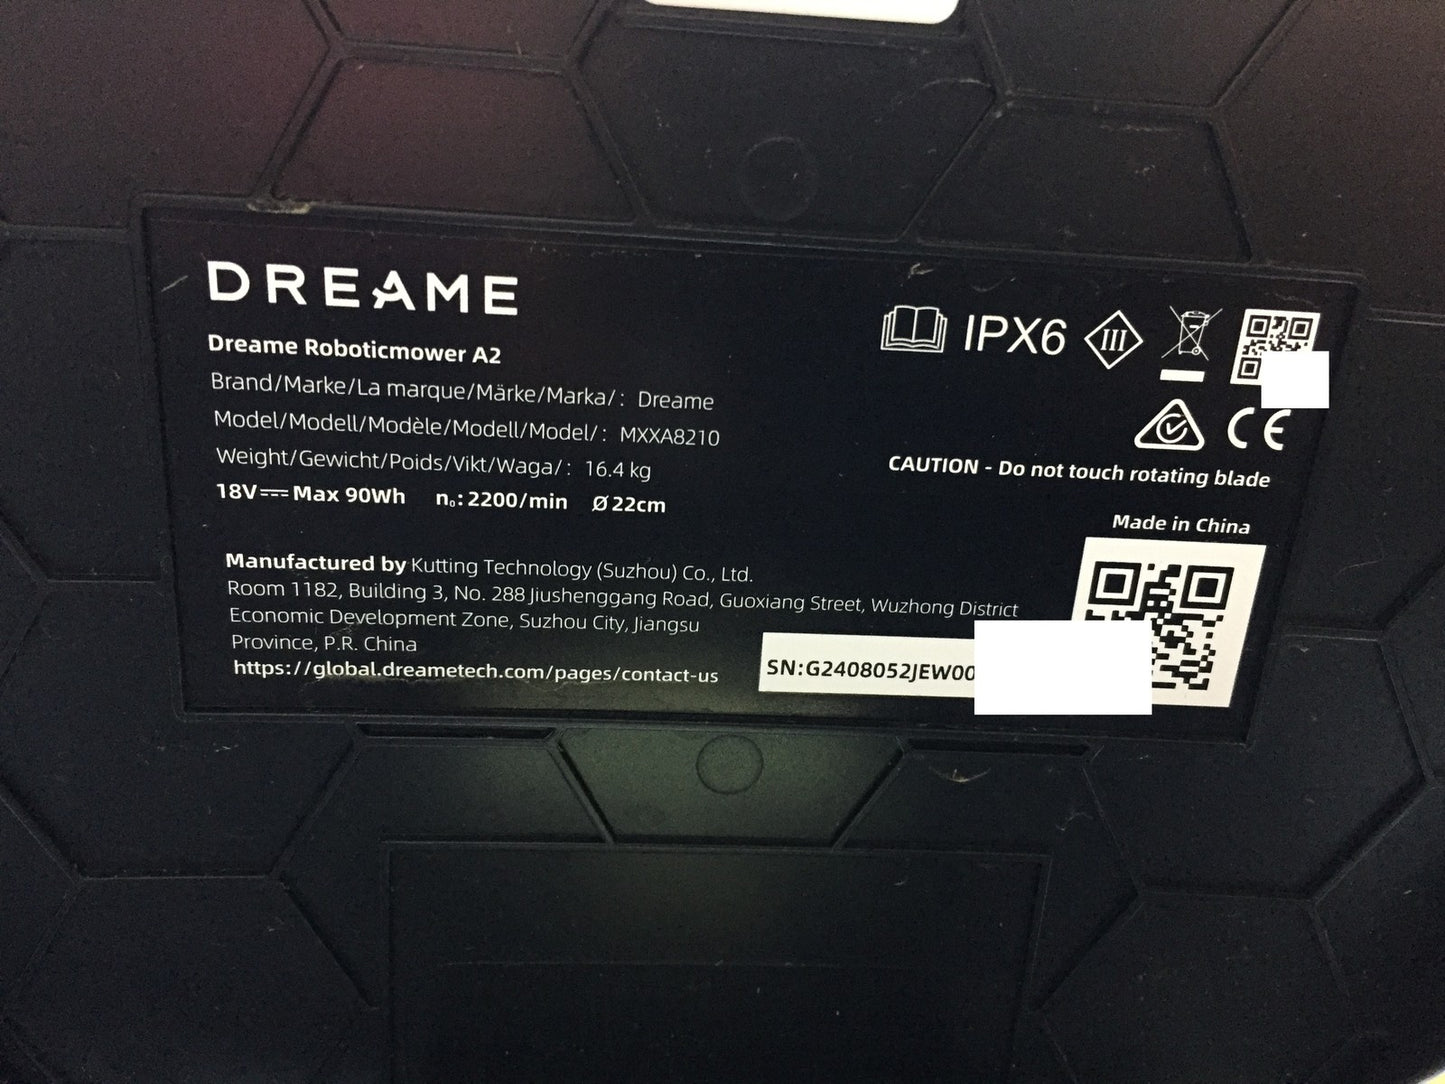 DREAME
Dreame Roboticmower A2
Brand/Marke/La marque/Märke/Marka/: Dreame
Model/Modell/Modèle/Modell/Model/: MXXA8210
Weight/Gewicht/Poids/Vikt/Waga/: 16.4 kg
18V⎓Max 90Wh n₀: 2200/min Ø 22cm
Manufactured by Kutting Technology (Suzhou) Co., Ltd.
Room 1182, Building 3, No. 288 Jiushenggang Road, Guoxiang Street, Wuzhong District
Economic Development Zone, Suzhou City, Jiangsu
Province, P.R. China
https://global.dreametech.com/pages/contact-us
IPX6
III
CE
CAUTION - Do not touch rotating blade
Made in China
SN:G2408052JEW00